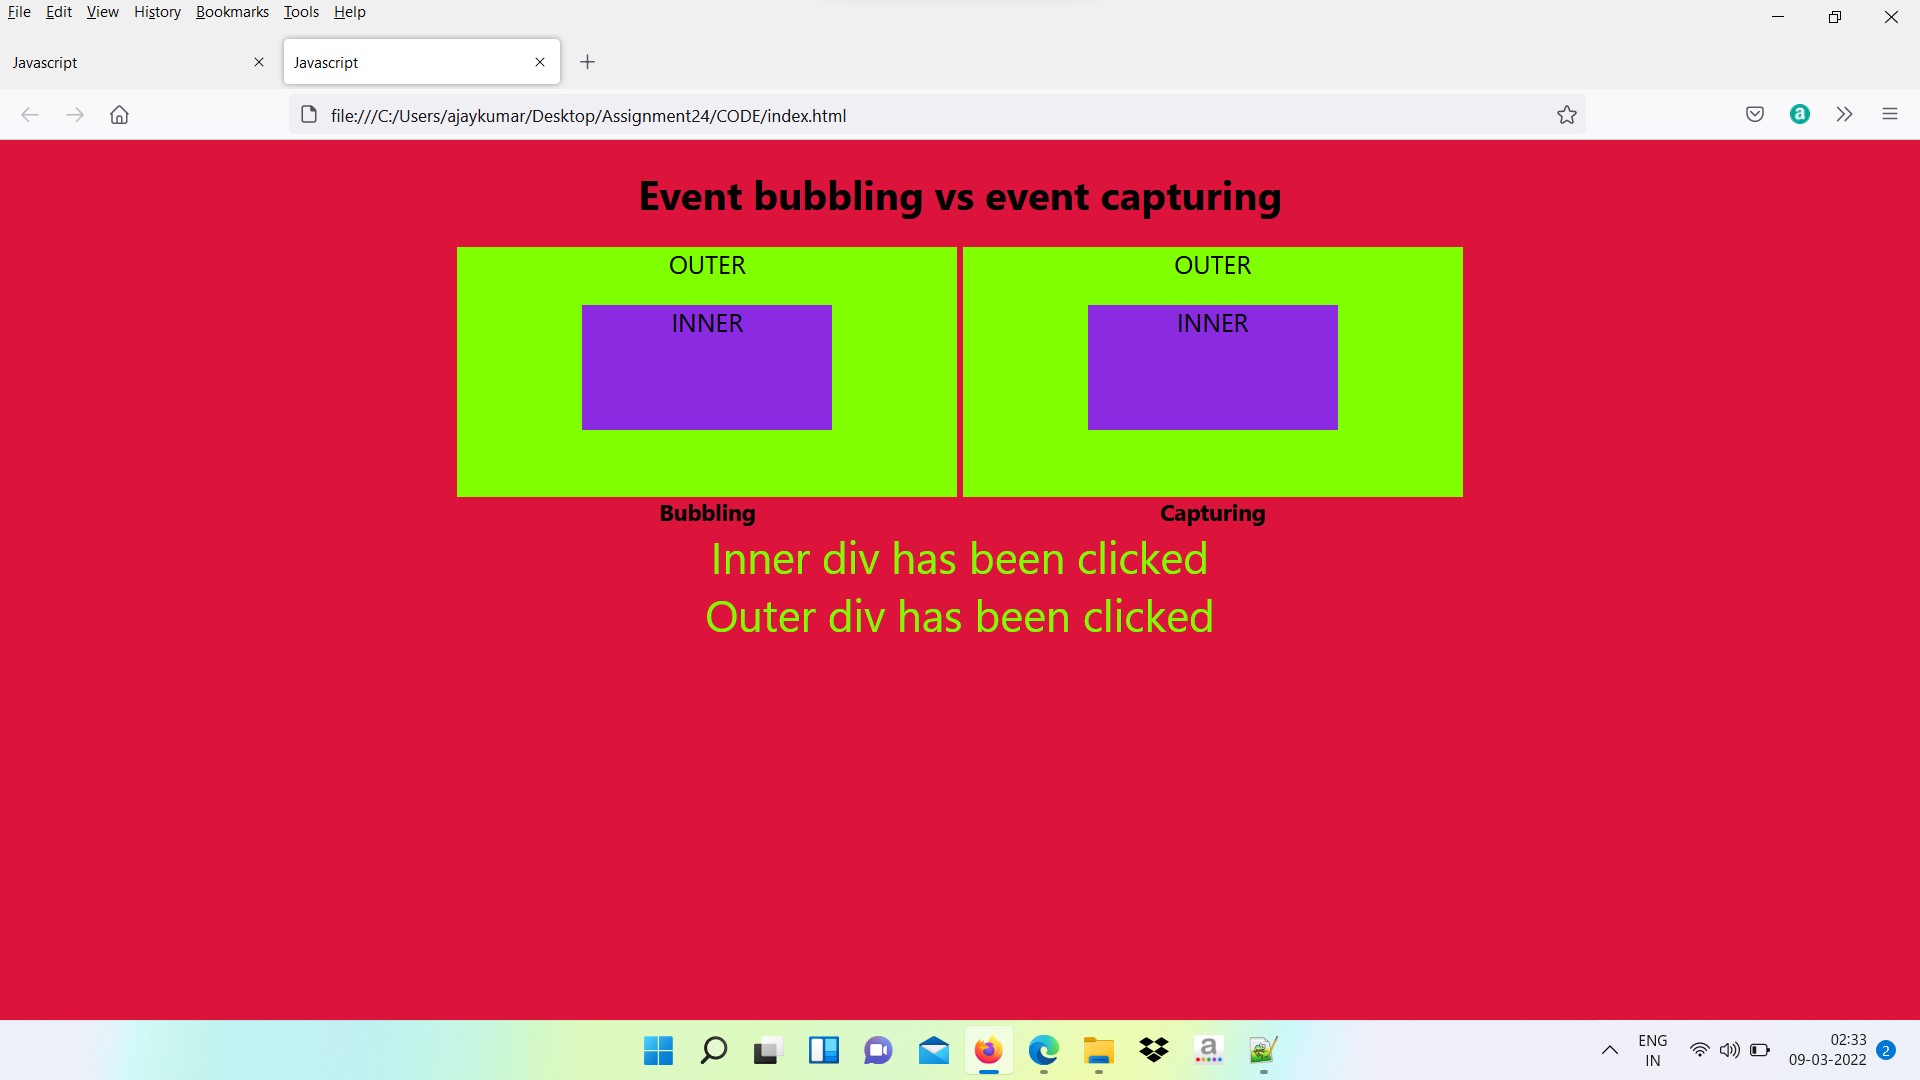 File Edit View History Bookmarks Tools Help
Javascript Javascript
file:///C:/Users/ajaykumar/Desktop/Assignment24/CODE/index.html
a
Event bubbling vs event capturing
OUTER OUTER
INNER INNER
Bubbling Capturing
Inner div has been clicked
Outer div has been clicked
a
ENG
IN
02:33
09-03-2022
2